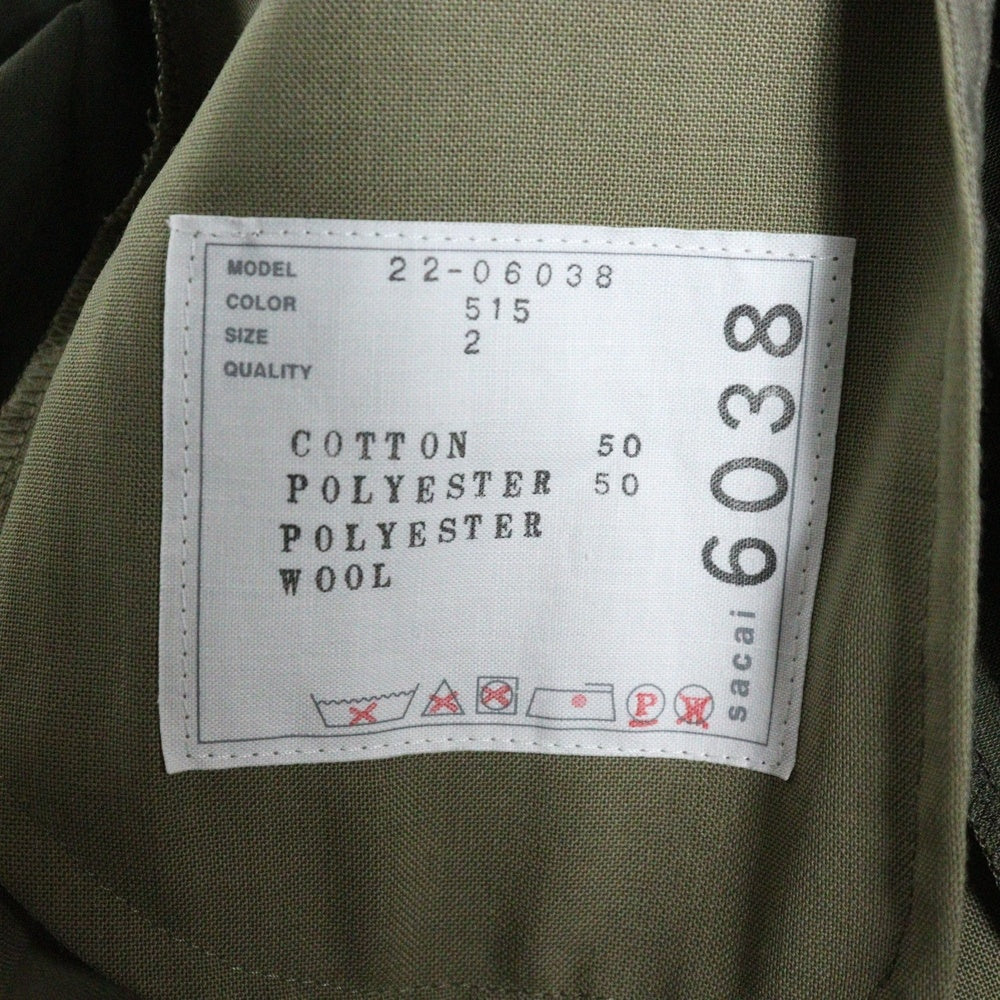 MODEL 22-06038
COLOR 515
SIZE 2
QUALITY
COTTON 50
POLYESTER 50
POLYESTER
WOOL
P
W
sacai 6038